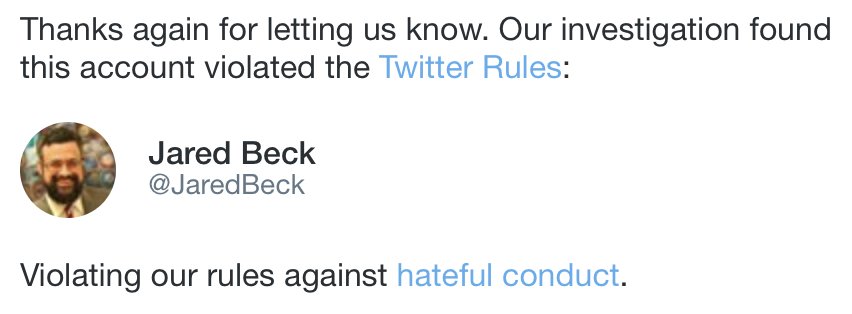 Thanks again for letting us know. Our investigation found
this account violated the Twitter Rules:
Jared Beck
@JaredBeck
Violating our rules against hateful conduct.